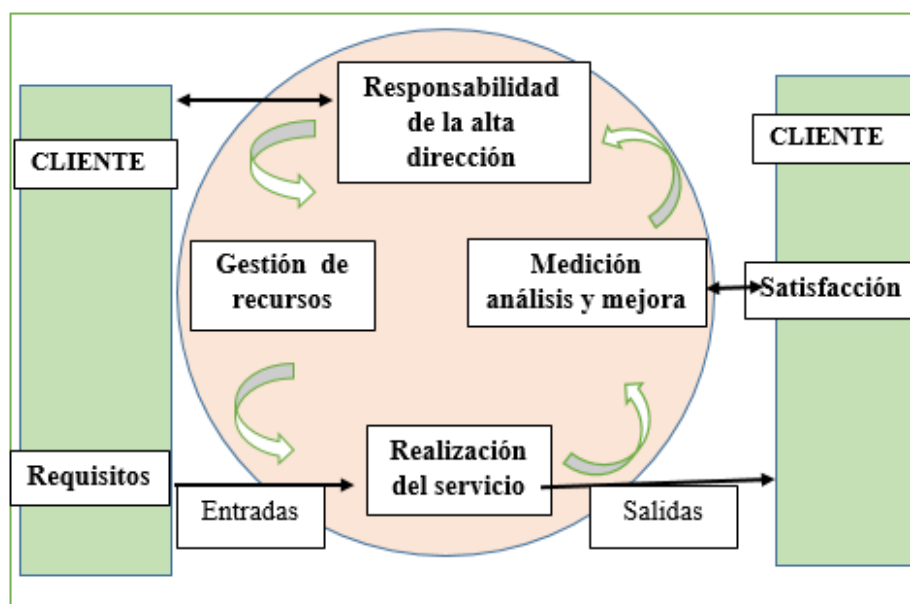 Responsabilidad
de la alta
dirección
CLIENTE
CLIENTE
Gestión de
recursos
Medición
análisis y mejora
Satisfacción
Requisitos
Realización
del servicio
Entradas
Salidas